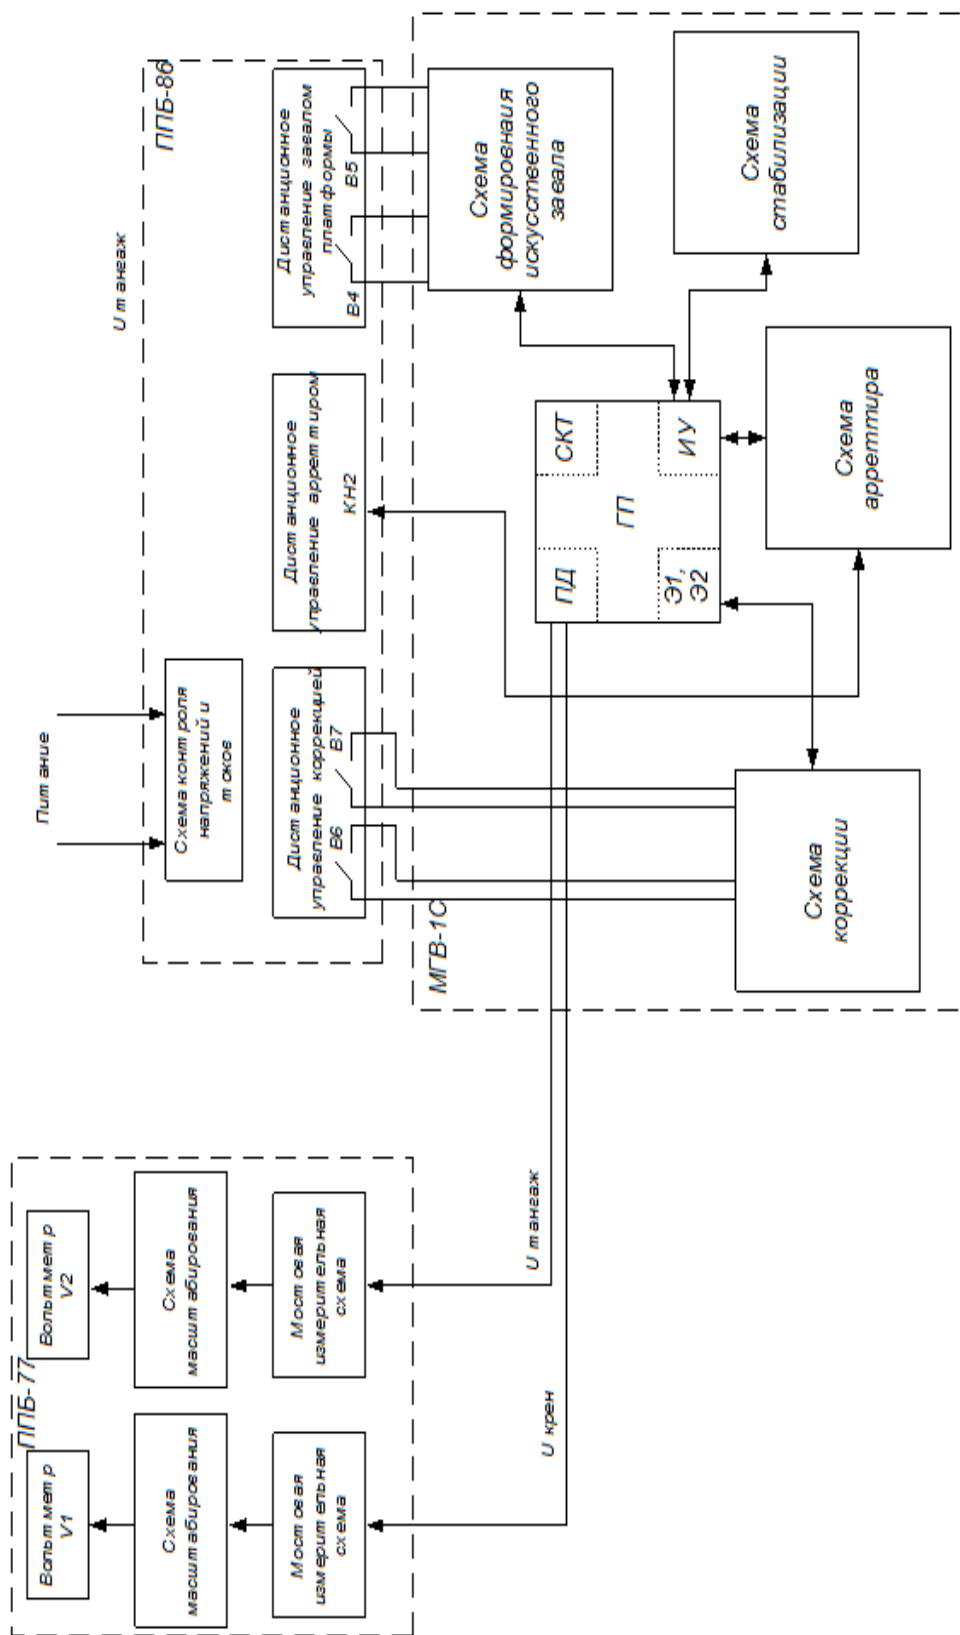 ППБ-77
Вольтметр
V1
Вольтметр
V2
Схема
масштабирования
Схема
масштабирования
Мостовая
измерительная
схема
Мостовая
измерительная
схема
U крен
U тангаж
Питание
U тангаж
ППБ-86
Схема контроля
напряжений и
токов
Дистанционное
управление коррекцией
В6
В7
Дистанционное
управление арретиром
КН2
Дистанционное
управление завалом
платформы
В4
В5
МГВ-1С
Схема
формировния
искусственного
завала
Схема
стабилизации
ПД
СКТ
ГП
Э1,
Э2
ИУ
Схема
арреттира
Схема
коррекции